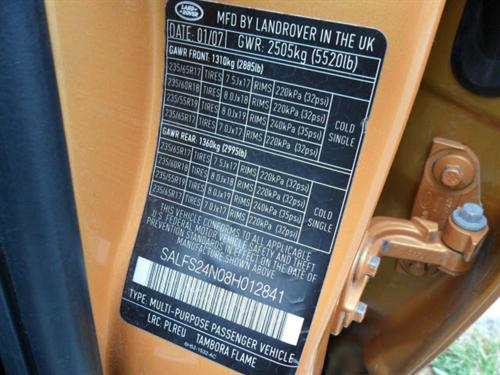 LAND ROVER
MFD BY LANDROVER IN THE UK
DATE: 01/07 GWR: 2505kg (5520lb)
GAWR FRONT: 1310kg (2885lb)
235/65R17 TIRES 7.5Jx17 RIMS 220kPa (32psi)
235/60R18 TIRES 8.0Jx18 RIMS 220kPa (32psi)
235/55R19 TIRES 8.0Jx19 RIMS 240kPa (35psi)
235/65R17 TIRES 7.0Jx17 RIMS 220kPa (32psi)
COLD
SINGLE
GAWR REAR: 1360kg (2995lb)
235/65R17 TIRES 7.5Jx17 RIMS 220kPa (32psi)
235/60R18 TIRES 8.0Jx18 RIMS 220kPa (32psi)
235/55R19 TIRES 8.0Jx19 RIMS 240kPa (35psi)
235/65R17 TIRES 7.0Jx17 RIMS 220kPa (32psi)
COLD
SINGLE
THIS VEHICLE CONFORMS TO ALL APPLICABLE
U.S FEDERAL MOTOR VEHICLE SAFETY
STANDARDS IN EFFECT ON THE DATE OF
MANUFACTURE SHOWN ABOVE
SALFS24N08H012841
TYPE: MULTI-PURPOSE PASSENGER VEHICLE
LRC: PLREU TAMBORA FLAME
6H52-1532-AC